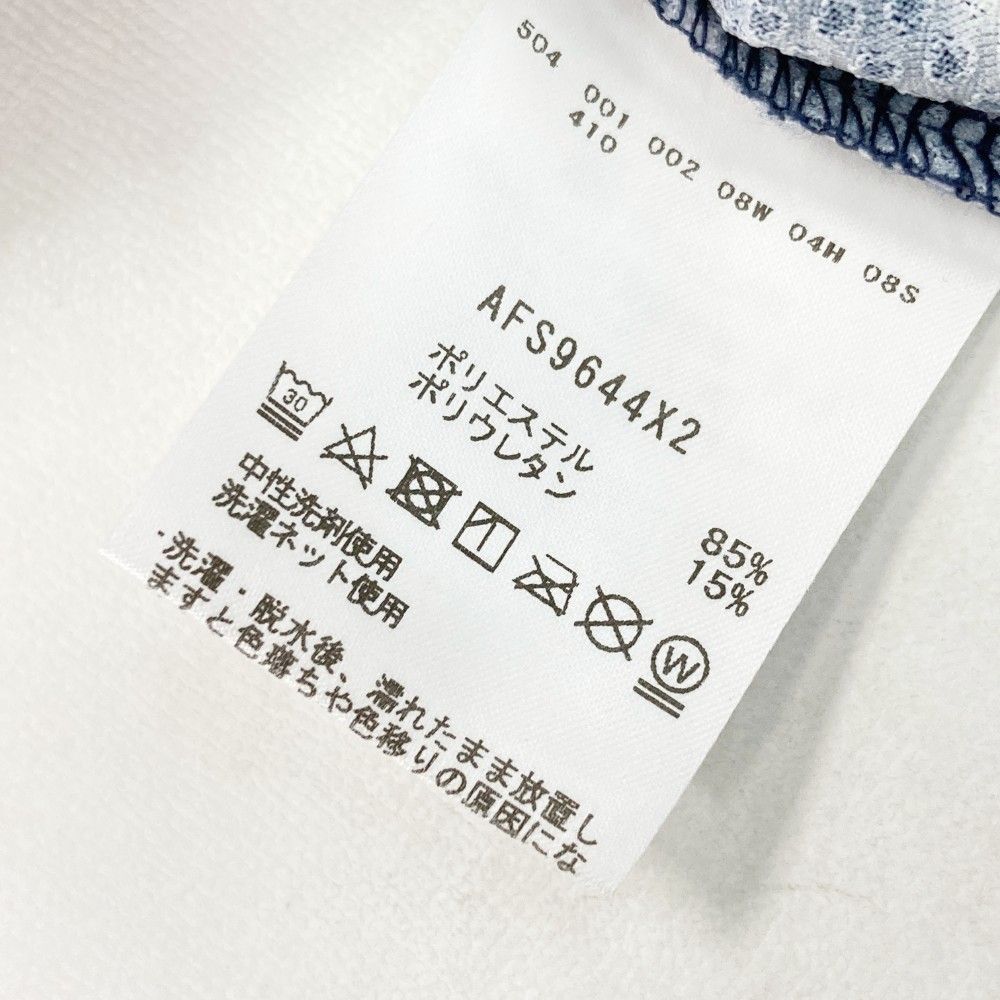 504
001 002 08W 04H 08S
410
AFS9644X2
ポリエステル 85%
ポリウレタン 15%
30
W
中性洗剤使用
洗濯ネット使用
・洗濯・脱水後、濡れたまま放置し
ますと色落ちや色移りの原因にな